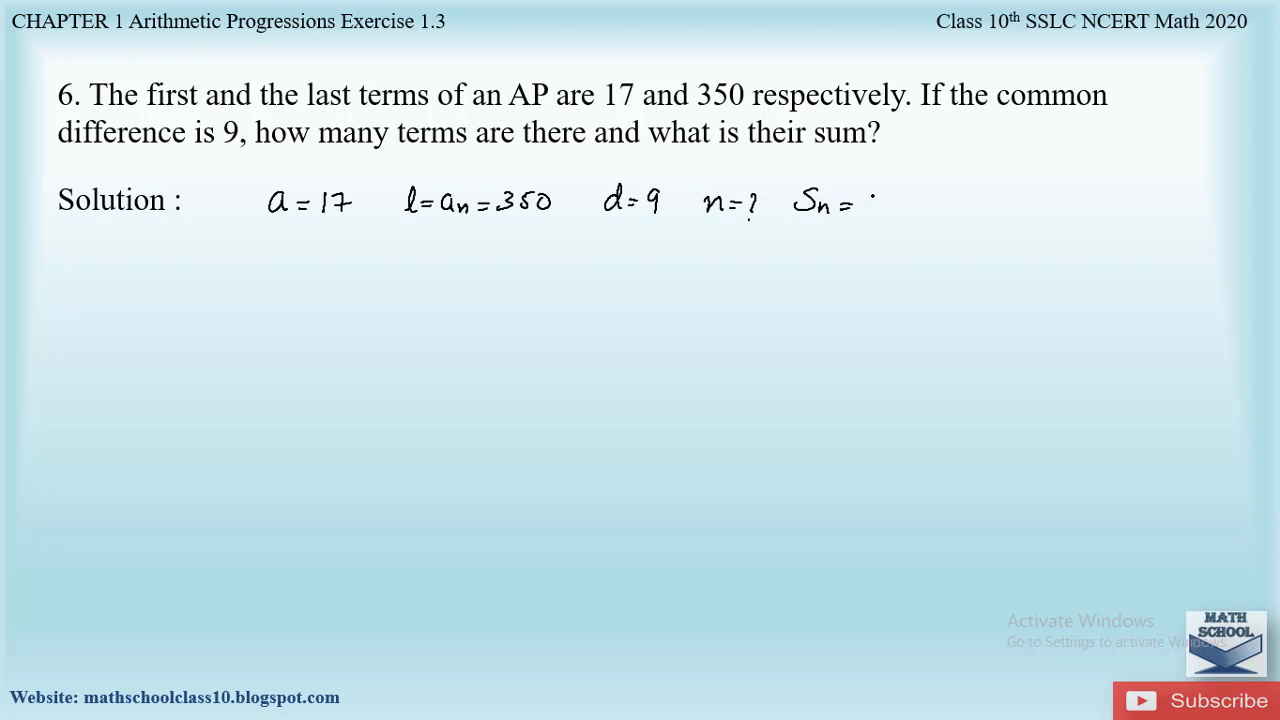 CHAPTER 1 Arithmetic Progressions Exercise 1.3
Class 10th SSLC NCERT Math 2020
6. The first and the last terms of an AP are 17 and 350 respectively. If the common
difference is 9, how many terms are there and what is their sum?
Solution : a = 17 l = an = 350 d = 9 n = ? Sn =
Activate Windows
Go to Settings to activate Windows.
MATH
SCHOOL
Website: mathschoolclass10.blogspot.com
Subscribe